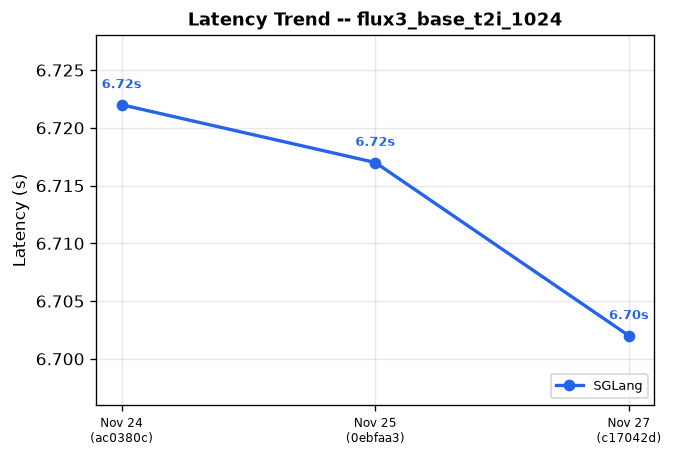 Latency Trend -- flux3_base_t2i_1024
Latency (s)
6.725
6.720
6.715
6.710
6.705
6.700
6.72s
6.72s
6.70s
SGLang
Nov 24
(ac0380c)
Nov 25
(0ebfaa3)
Nov 27
(c17042d)